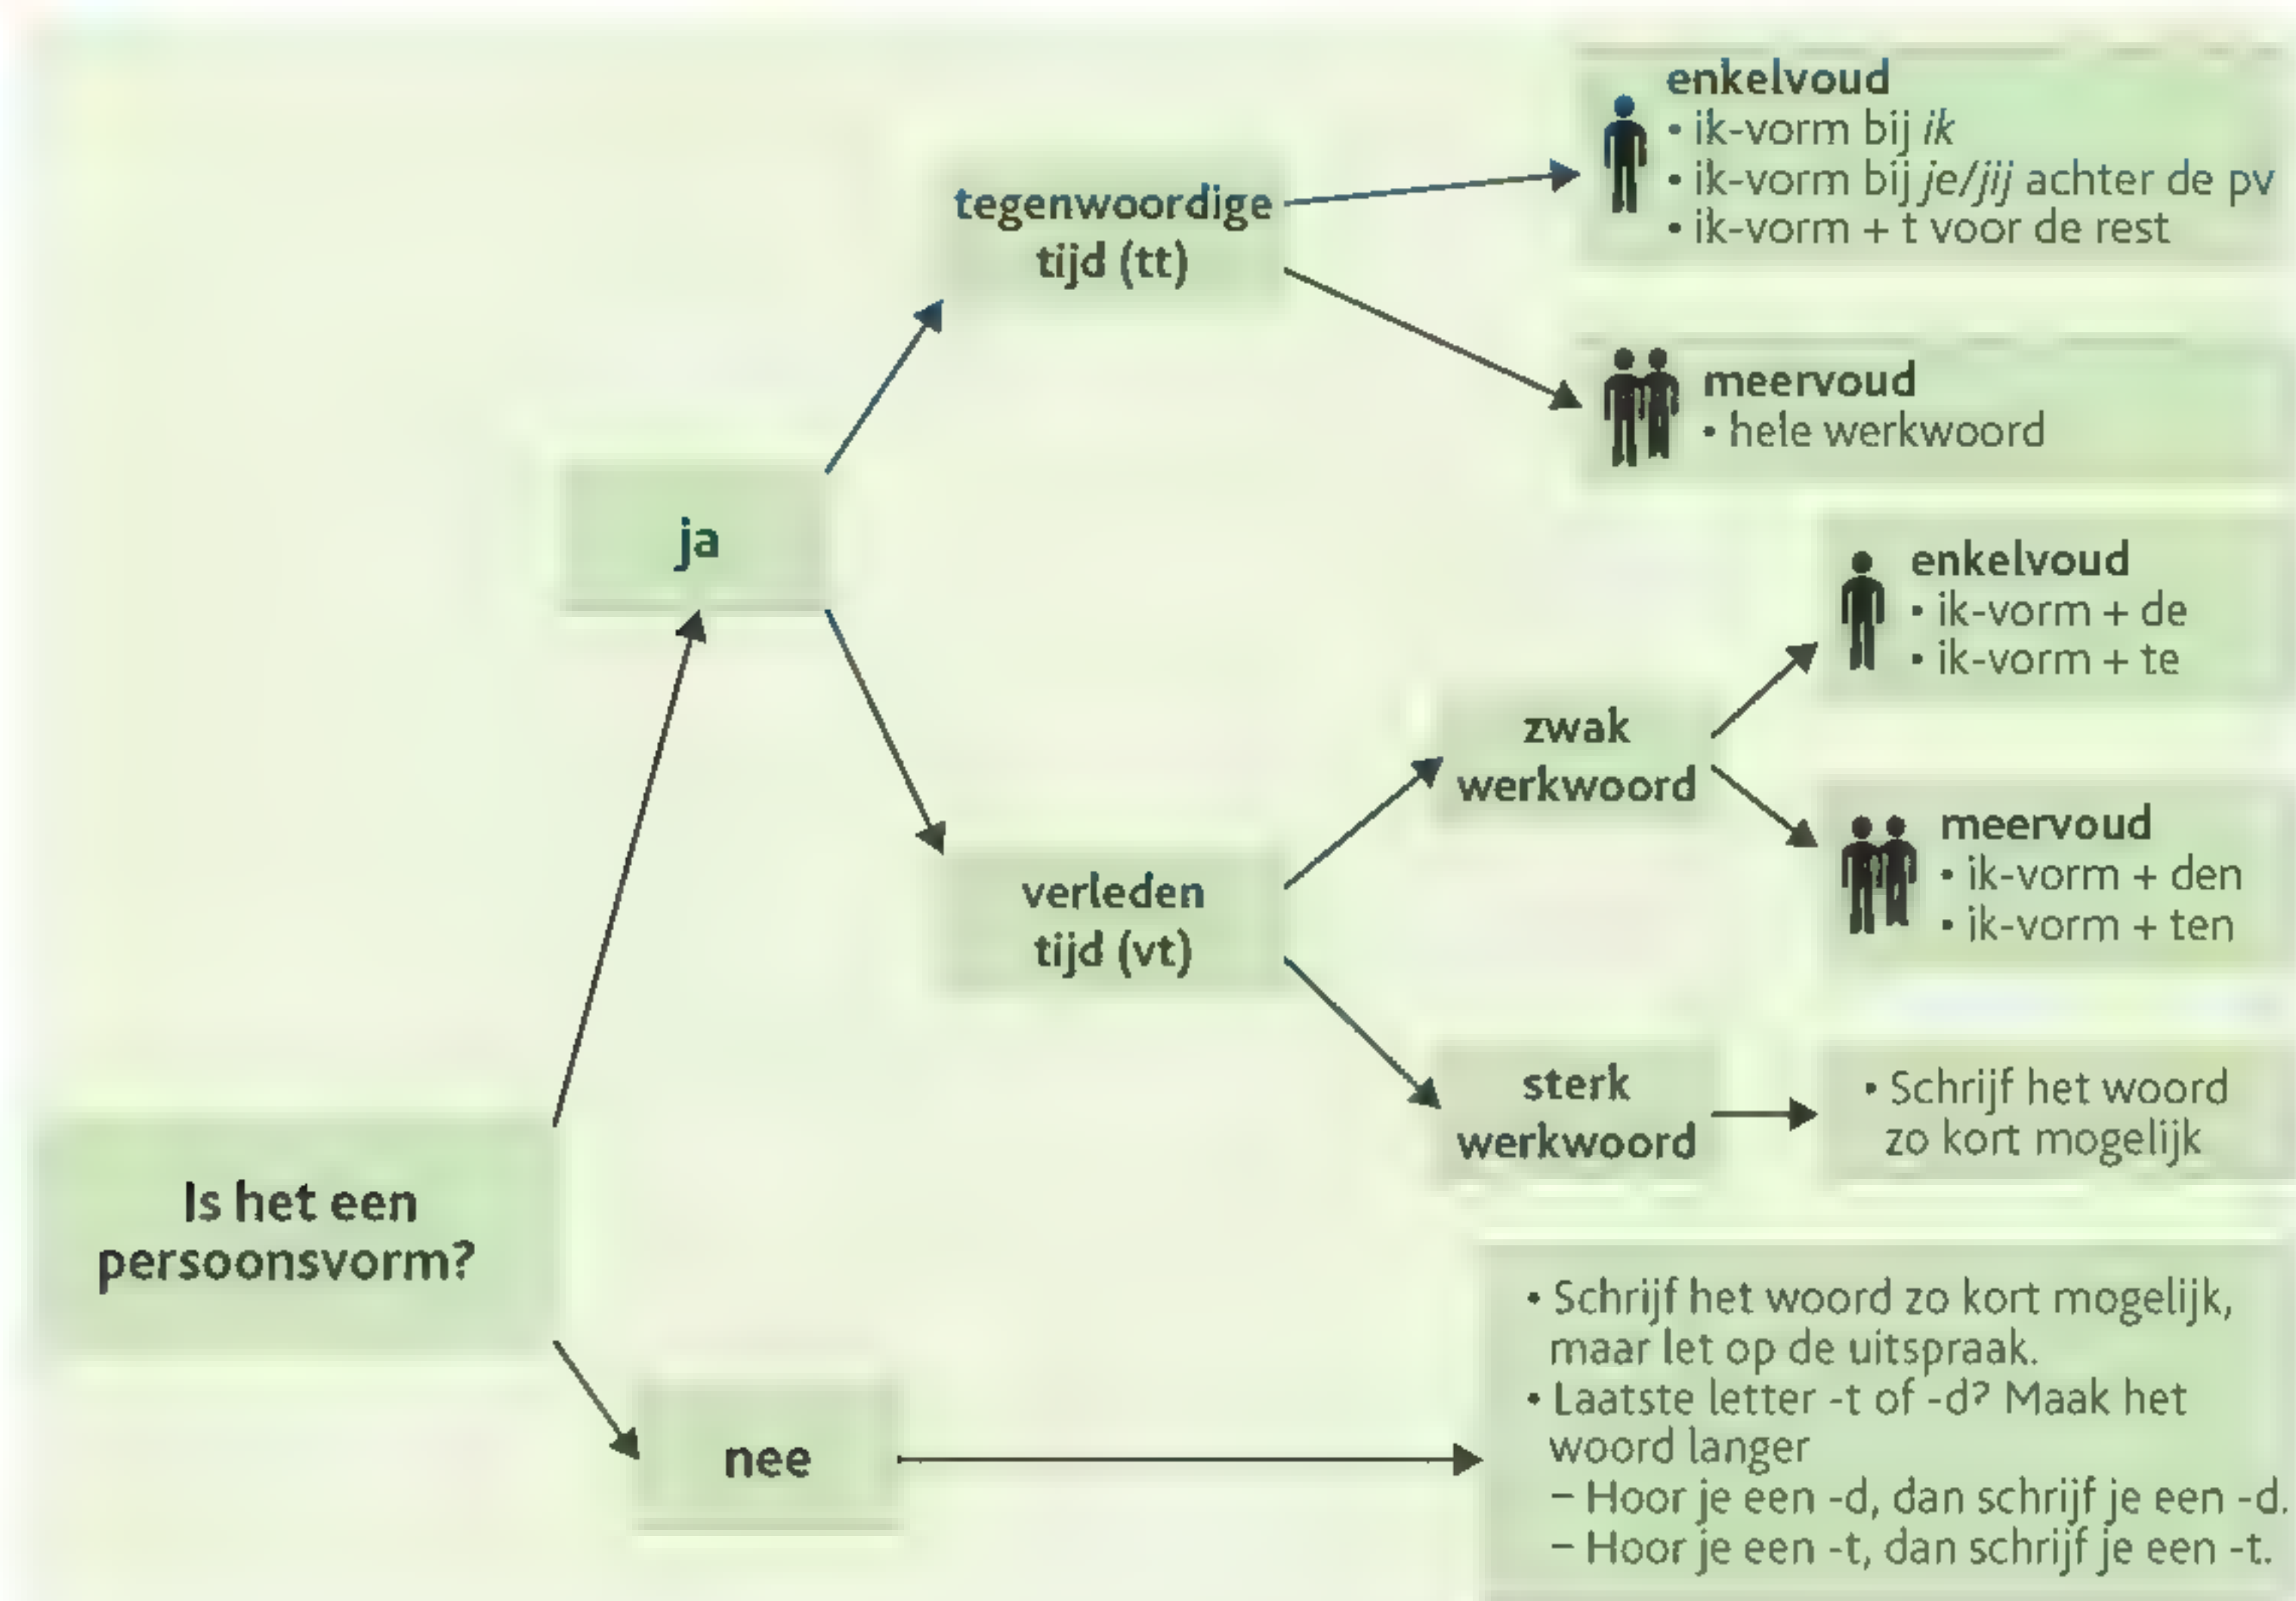 enkelvoud
• ik-vorm bij ik
• ik-vorm bij je/jij achter de pv
• ik-vorm + t voor de rest
tegenwoordige
tijd (tt)
meervoud
• hele werkwoord
ja
enkelvoud
• ik-vorm + de
• ik-vorm + te
zwak
werkwoord
meervoud
• ik-vorm + den
• ik-vorm + ten
verleden
tijd (vt)
sterk
werkwoord
• Schrijf het woord
zo kort mogelijk
Is het een
persoonsvorm?
nee
• Schrijf het woord zo kort mogelijk,
maar let op de uitspraak.
• Laatste letter -t of -d? Maak het
woord langer
– Hoor je een -d, dan schrijf je een -d.
– Hoor je een -t, dan schrijf je een -t.